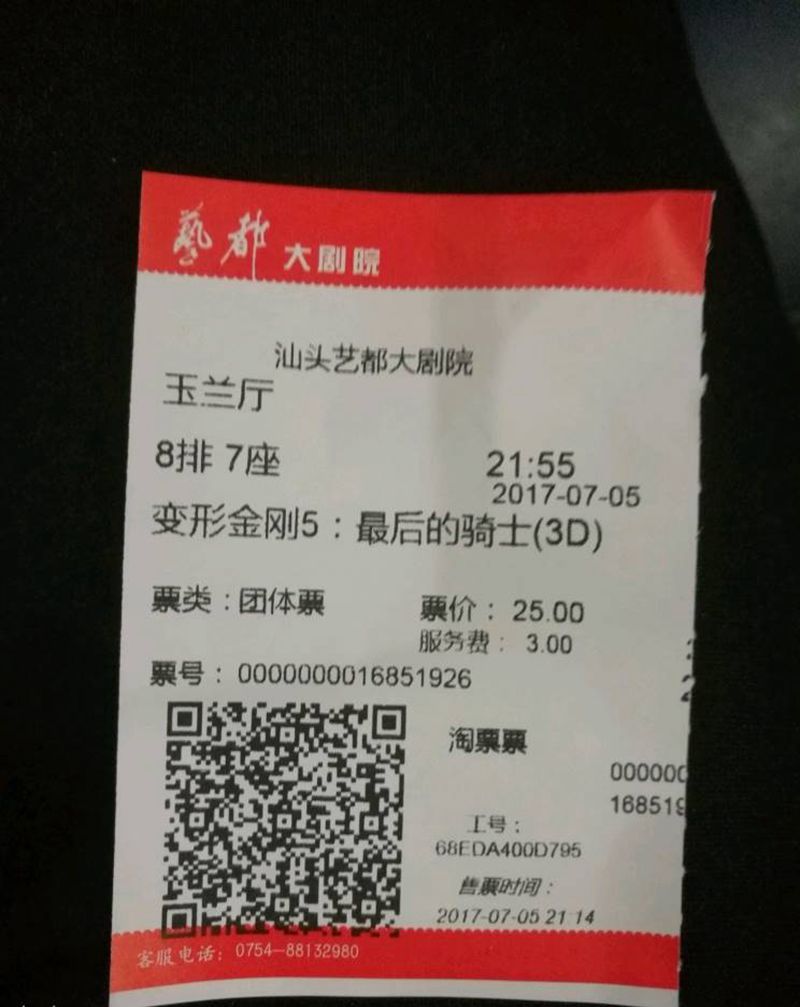 藝都 大剧院
汕头艺都大剧院
玉兰厅
8排 7座 21:55
2017-07-05
变形金刚5：最后的骑士(3D)
票类：团体票 票价： 25.00
服务费： 3.00
票号： 0000000016851926
淘票票
000000
168519
工号：
68EDA400D795
售票时间：
2017-07-05 21:14
客服电话：0754-88132980